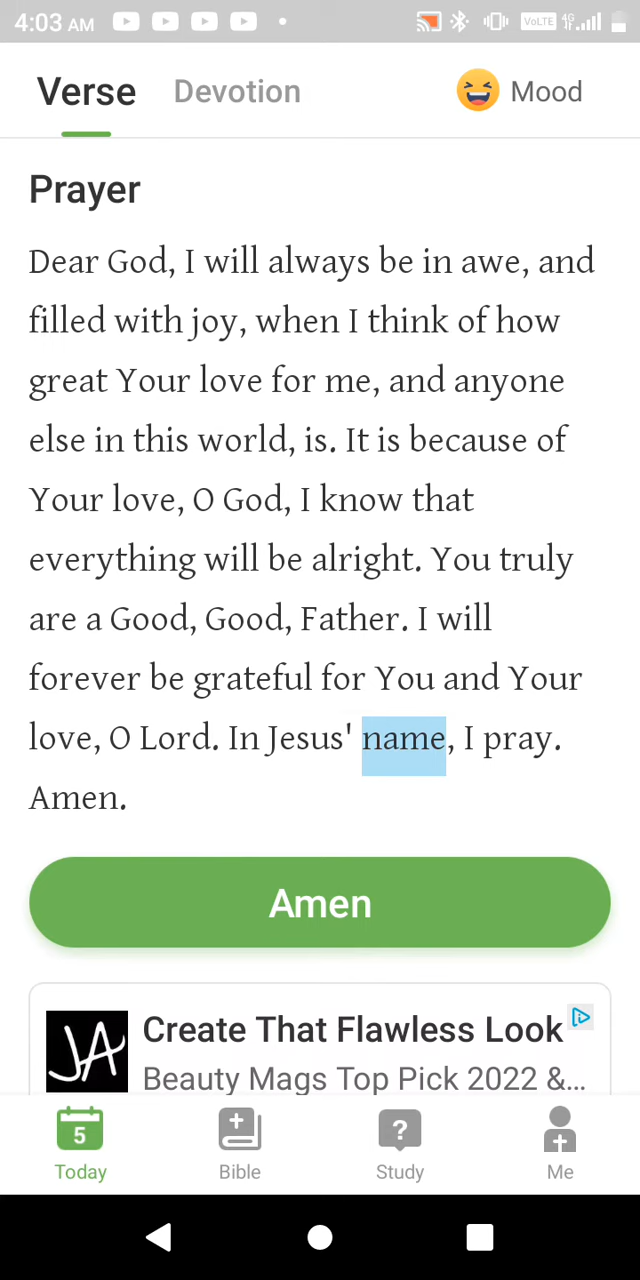 4:03 AM VoLTE 4G
Verse Devotion Mood
Prayer
Dear God, I will always be in awe, and
filled with joy, when I think of how
great Your love for me, and anyone
else in this world, is. It is because of
Your love, O God, I know that
everything will be alright. You truly
are a Good, Good, Father. I will
forever be grateful for You and Your
love, O Lord. In Jesus' name, I pray.
Amen.
Amen
JA
Create That Flawless Look
Beauty Mags Top Pick 2022 &...
5 ?
Today Bible Study Me